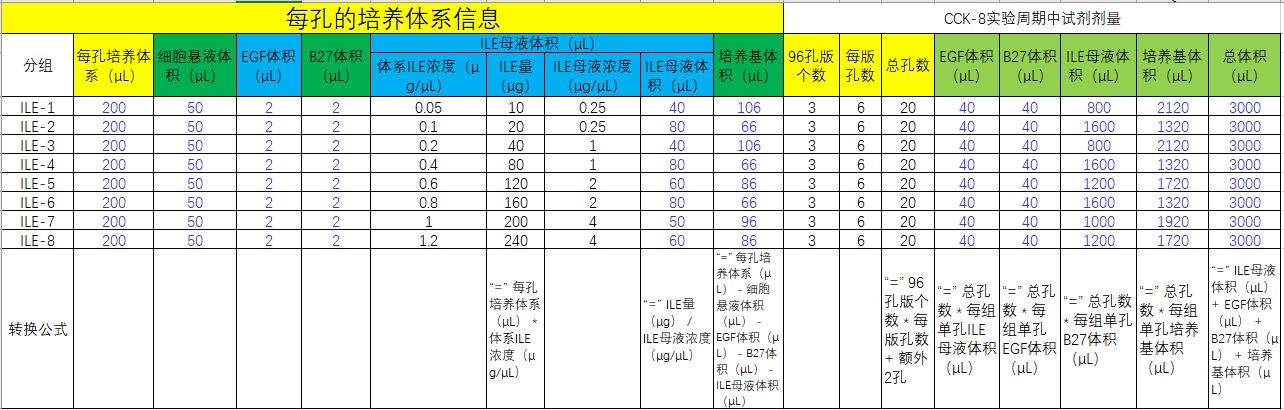 每孔的培养体系信息 CCK-8实验周期中试剂剂量
分组 每孔培养体系（μL） 细胞悬液体积（μL） EGF体积（μL） B27体积（μL） ILE母液体积（μL） 培养基体积（μL） 96孔版个数 每版孔数 总孔数 EGF体积（μL） B27体积（μL） ILE母液体积（μL） 培养基体积（μL） 总体积（μL）
体系ILE浓度（μg/μL） ILE量（μg） ILE母液浓度（μg/μL） ILE母液体积（μL）
ILE-1 200 50 2 2 0.05 10 0.25 40 106 3 6 20 40 40 800 2120 3000
ILE-2 200 50 2 2 0.1 20 0.25 80 66 3 6 20 40 40 1600 1320 3000
ILE-3 200 50 2 2 0.2 40 1 40 106 3 6 20 40 40 800 2120 3000
ILE-4 200 50 2 2 0.4 80 1 80 66 3 6 20 40 40 1600 1320 3000
ILE-5 200 50 2 2 0.6 120 2 60 86 3 6 20 40 40 1200 1720 3000
ILE-6 200 50 2 2 0.8 160 2 80 66 3 6 20 40 40 1600 1320 3000
ILE-7 200 50 2 2 1 200 4 50 96 3 6 20 40 40 1000 1920 3000
ILE-8 200 50 2 2 1.2 240 4 60 86 3 6 20 40 40 1200 1720 3000
转换公式 “=” 每孔培养体系（μL） * 体系ILE浓度（μg/μL） “=” ILE量（μg） / ILE母液浓度（μg/μL） “=” 每孔培养体系（μL） - 细胞悬液体积（μL） - EGF体积（μL） - B27体积（μL） - ILE母液体积（μL） “=” 96孔版个数 * 每版孔数 + 额外2孔 “=” 总孔数 * 每组单孔ILE母液体积（μL） “=” 总孔数 * 每组单孔EGF体积（μL） “=” 总孔数 * 每组单孔B27体积（μL） “=” 总孔数 * 每组单孔培养基体积（μL） “=” ILE母液体积（μL） + EGF体积（μL） + B27体积（μL） + 培养基体积（μL）